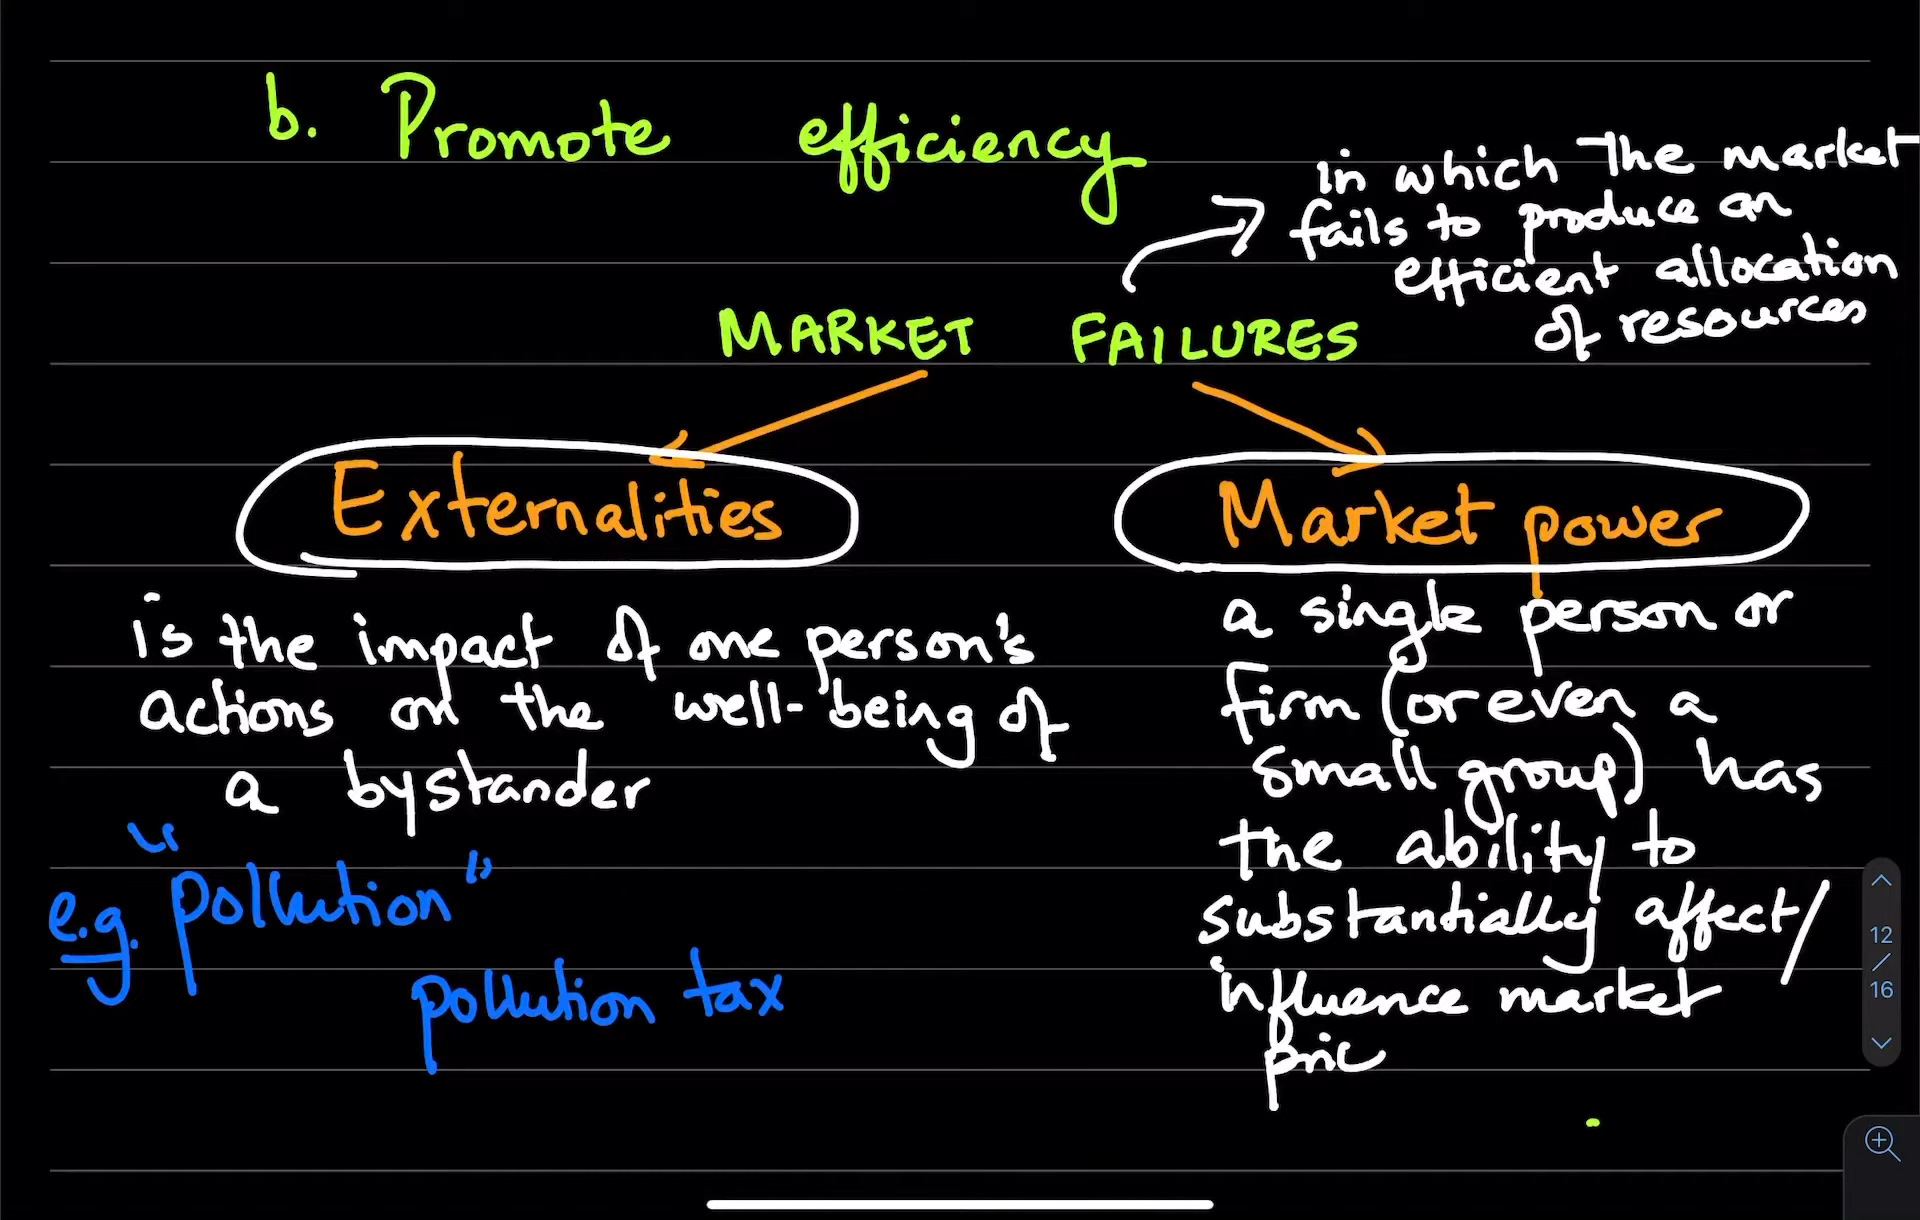 b. Promote efficiency
in which the market
fails to produce an
efficient allocation
of resources
MARKET FAILURES
Externalities
is the impact of one person's
actions on the well-being of
a bystander
e.g. "pollution"
pollution tax
Market power
a single person or
firm (or even a
small group) has
the ability to
substantially affect/
influence market
pric
12
/
16